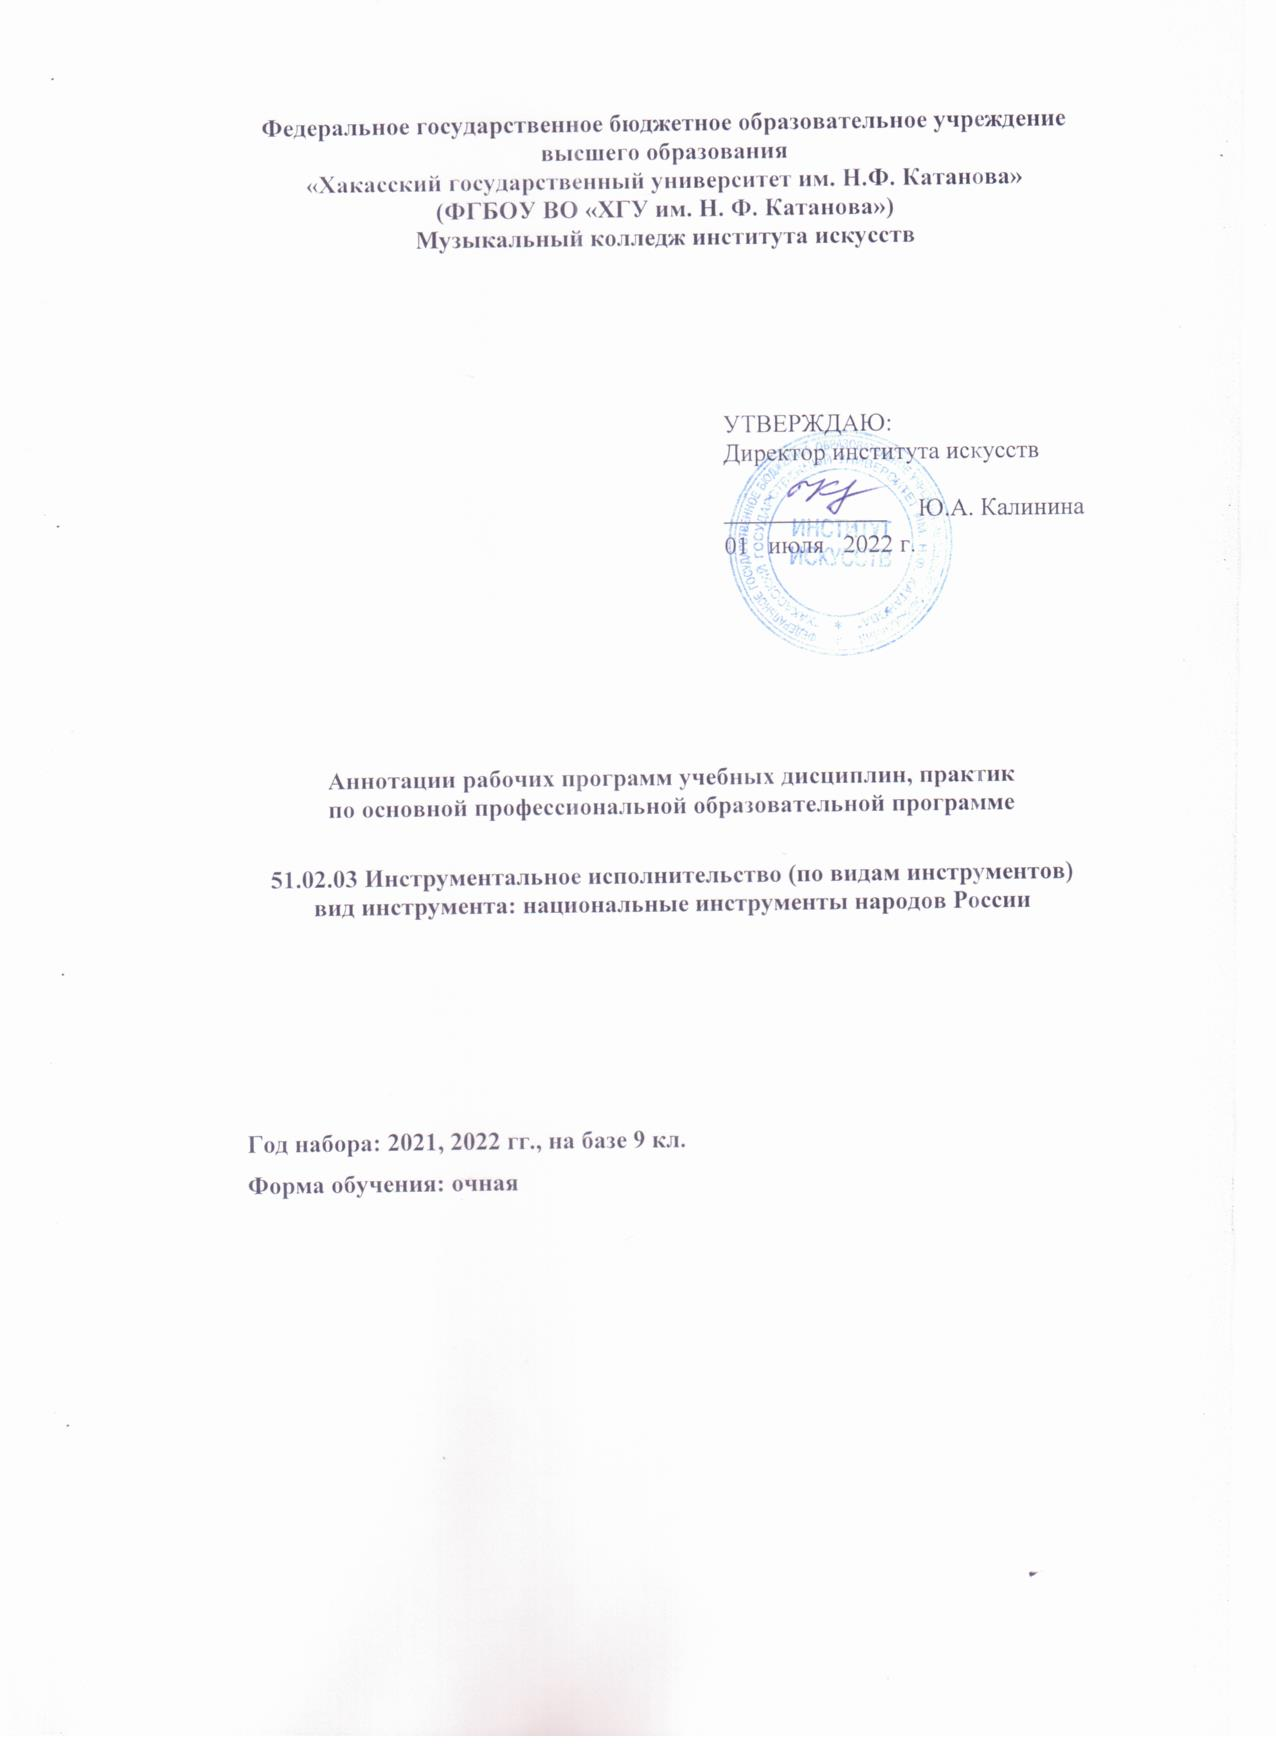 Федеральное государственное бюджетное образовательное учреждение
высшего образования
«Хакасский государственный университет им. Н.Ф. Катанова»
(ФГБОУ ВО «ХГУ им. Н. Ф. Катанова»)
Музыкальный колледж института искусств
УТВЕРЖДАЮ:
Директор института искусств
Ю.А. Калинина
01 июля 2022 г.
ИНСТИТУТ
ИСКУССТВ
Аннотации рабочих программ учебных дисциплин, практик
по основной профессиональной образовательной программе
51.02.03 Инструментальное исполнительство (по видам инструментов)
вид инструмента: национальные инструменты народов России
Год набора: 2021, 2022 гг., на базе 9 кл.
Форма обучения: очная